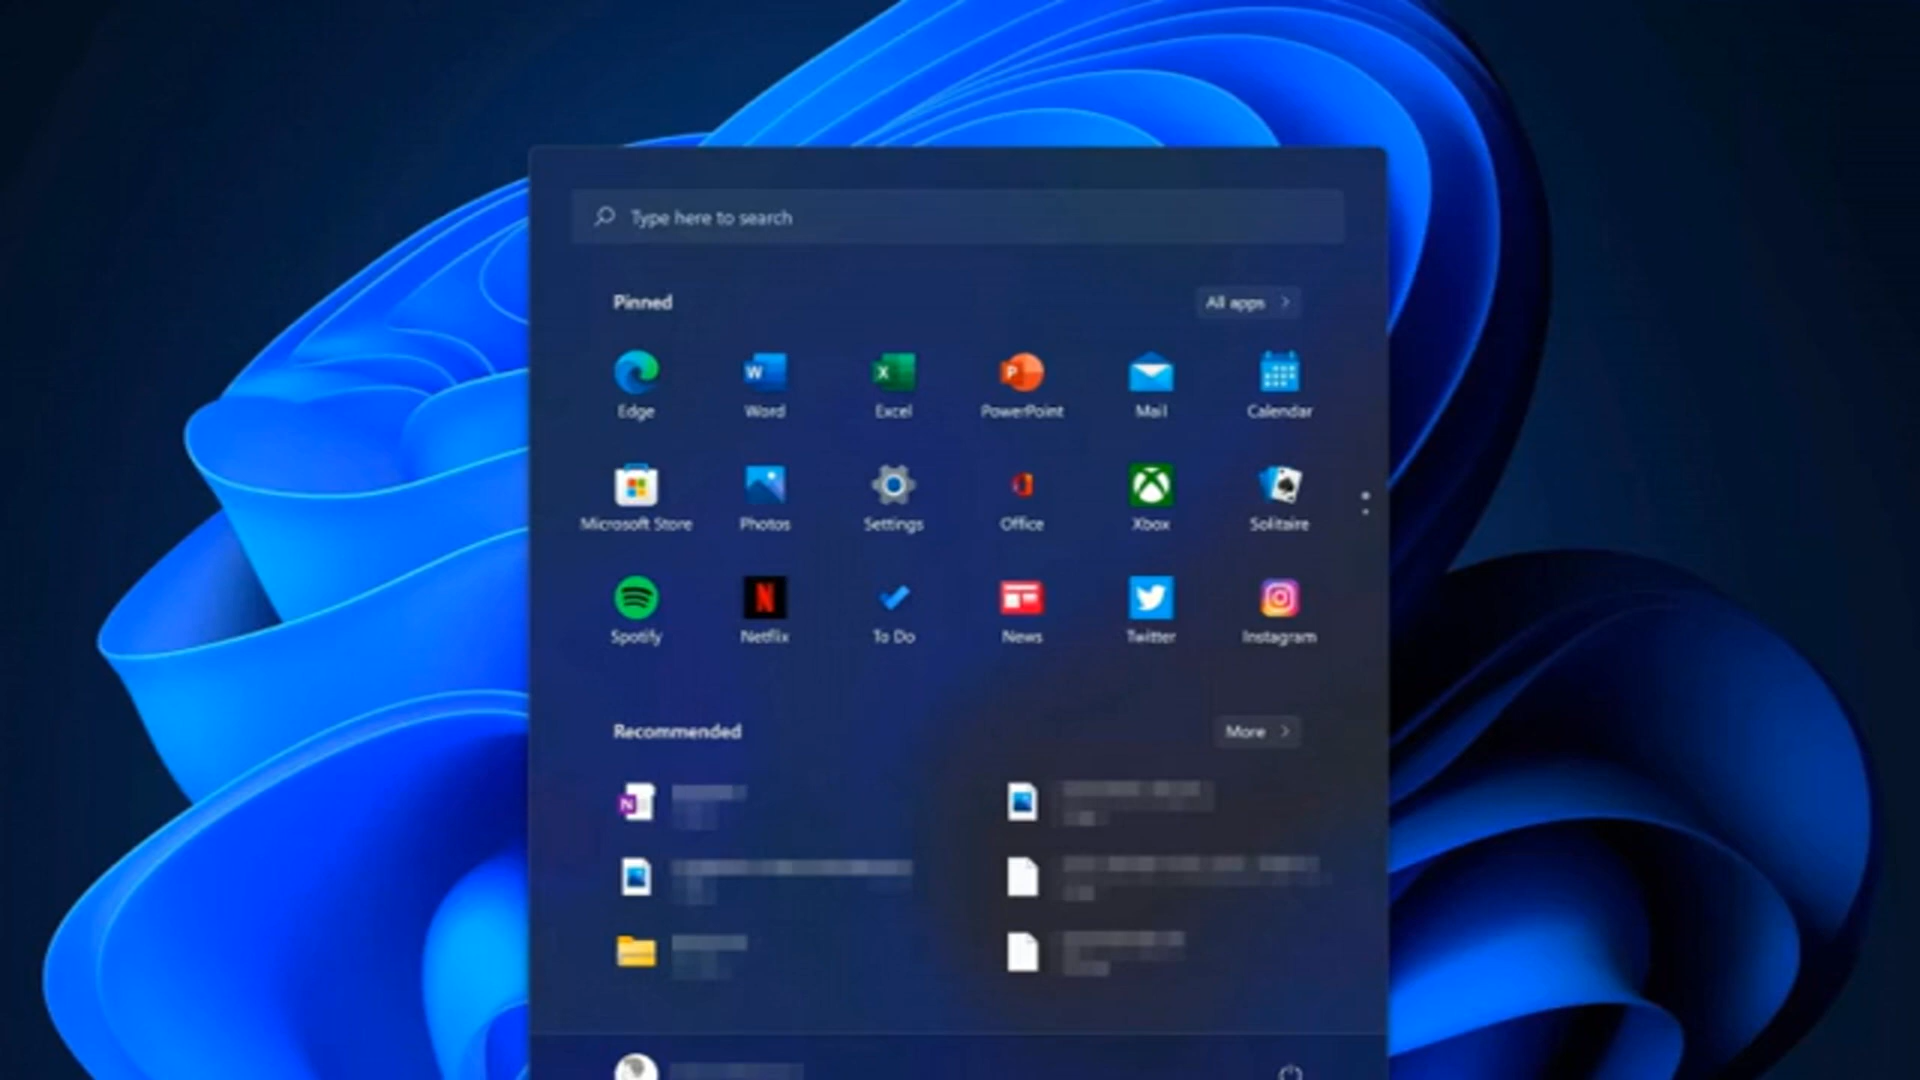 Type here to search
Pinned
All apps
Edge
Word
Excel
PowerPoint
Mail
Calendar
Microsoft Store
Photos
Settings
Office
Xbox
Solitaire
Spotify
Netflix
To Do
News
Twitter
Instagram
Recommended
More